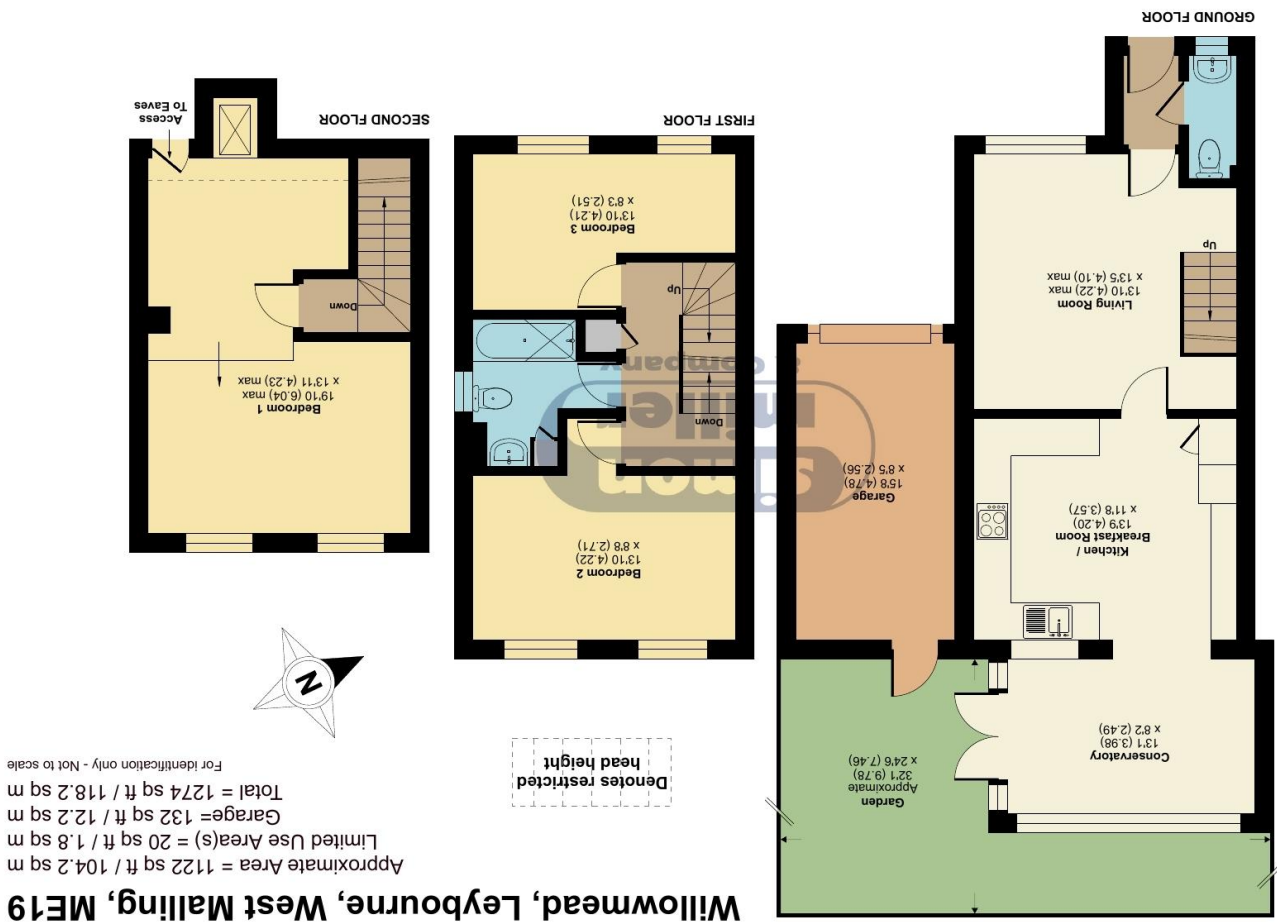 Willowmead, Leybourne, West Malling, ME19
Approximate Area = 1122 sq ft / 104.2 sq m
Limited Use Area(s) = 20 sq ft / 1.8 sq m
Garage= 132 sq ft / 12.2 sq m
Total = 1274 sq ft / 118.2 sq m
For identification only - Not to scale
Denotes restricted
head height
N
Garden
Approximate
32'1 (9.78)
x 24'6 (7.46)
Conservatory
13'1 (3.98)
x 8'2 (2.49)
Kitchen /
Breakfast Room
13'9 (4.20)
x 11'8 (3.57)
Garage
15'8 (4.78)
x 8'5 (2.56)
Living Room
13'10 (4.22) max
x 13'5 (4.10) max
Up
GROUND FLOOR
Bedroom 2
13'10 (4.22)
x 8'8 (2.71)
Down
Up
Bedroom 3
13'10 (4.21)
x 8'3 (2.51)
FIRST FLOOR
Bedroom 1
19'10 (6.04) max
x 13'11 (4.23) max
Down
Access
To Eaves
SECOND FLOOR
simon
miller
& company